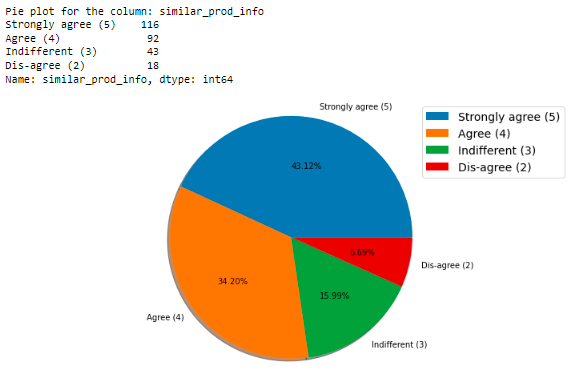 Pie plot for the column: similar_prod_info
Strongly agree (5)    116
Agree (4)              92
Indifferent (3)        43
Dis-agree (2)          18
Name: similar_prod_info, dtype: int64
Strongly agree (5)
Strongly agree (5)
Agree (4)
Indifferent (3)
Dis-agree (2)
43.12%
6.69%
Dis-agree (2)
34.20%
15.99%
Agree (4)
Indifferent (3)